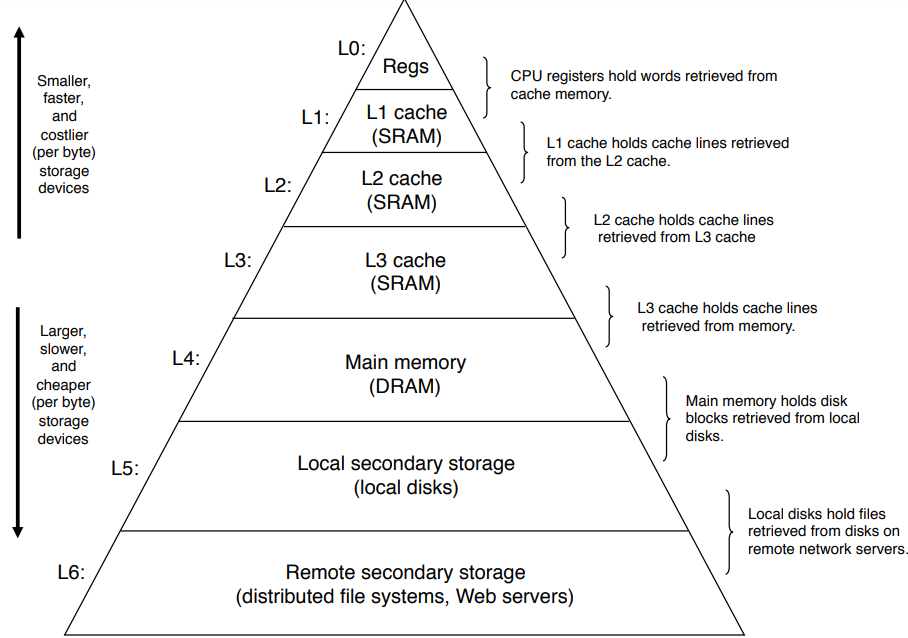 L0:
Regs
CPU registers hold words retrieved from
cache memory.
Smaller,
faster,
and
costlier
(per byte)
storage
devices
L1:
L1 cache
(SRAM)
L1 cache holds cache lines retrieved
from the L2 cache.
L2:
L2 cache
(SRAM)
L2 cache holds cache lines
retrieved from L3 cache
L3:
L3 cache
(SRAM)
L3 cache holds cache lines
retrieved from memory.
Larger,
slower,
and
cheaper
(per byte)
storage
devices
L4:
Main memory
(DRAM)
Main memory holds disk
blocks retrieved from local
disks.
L5:
Local secondary storage
(local disks)
Local disks hold files
retrieved from disks on
remote network servers.
L6:
Remote secondary storage
(distributed file systems, Web servers)